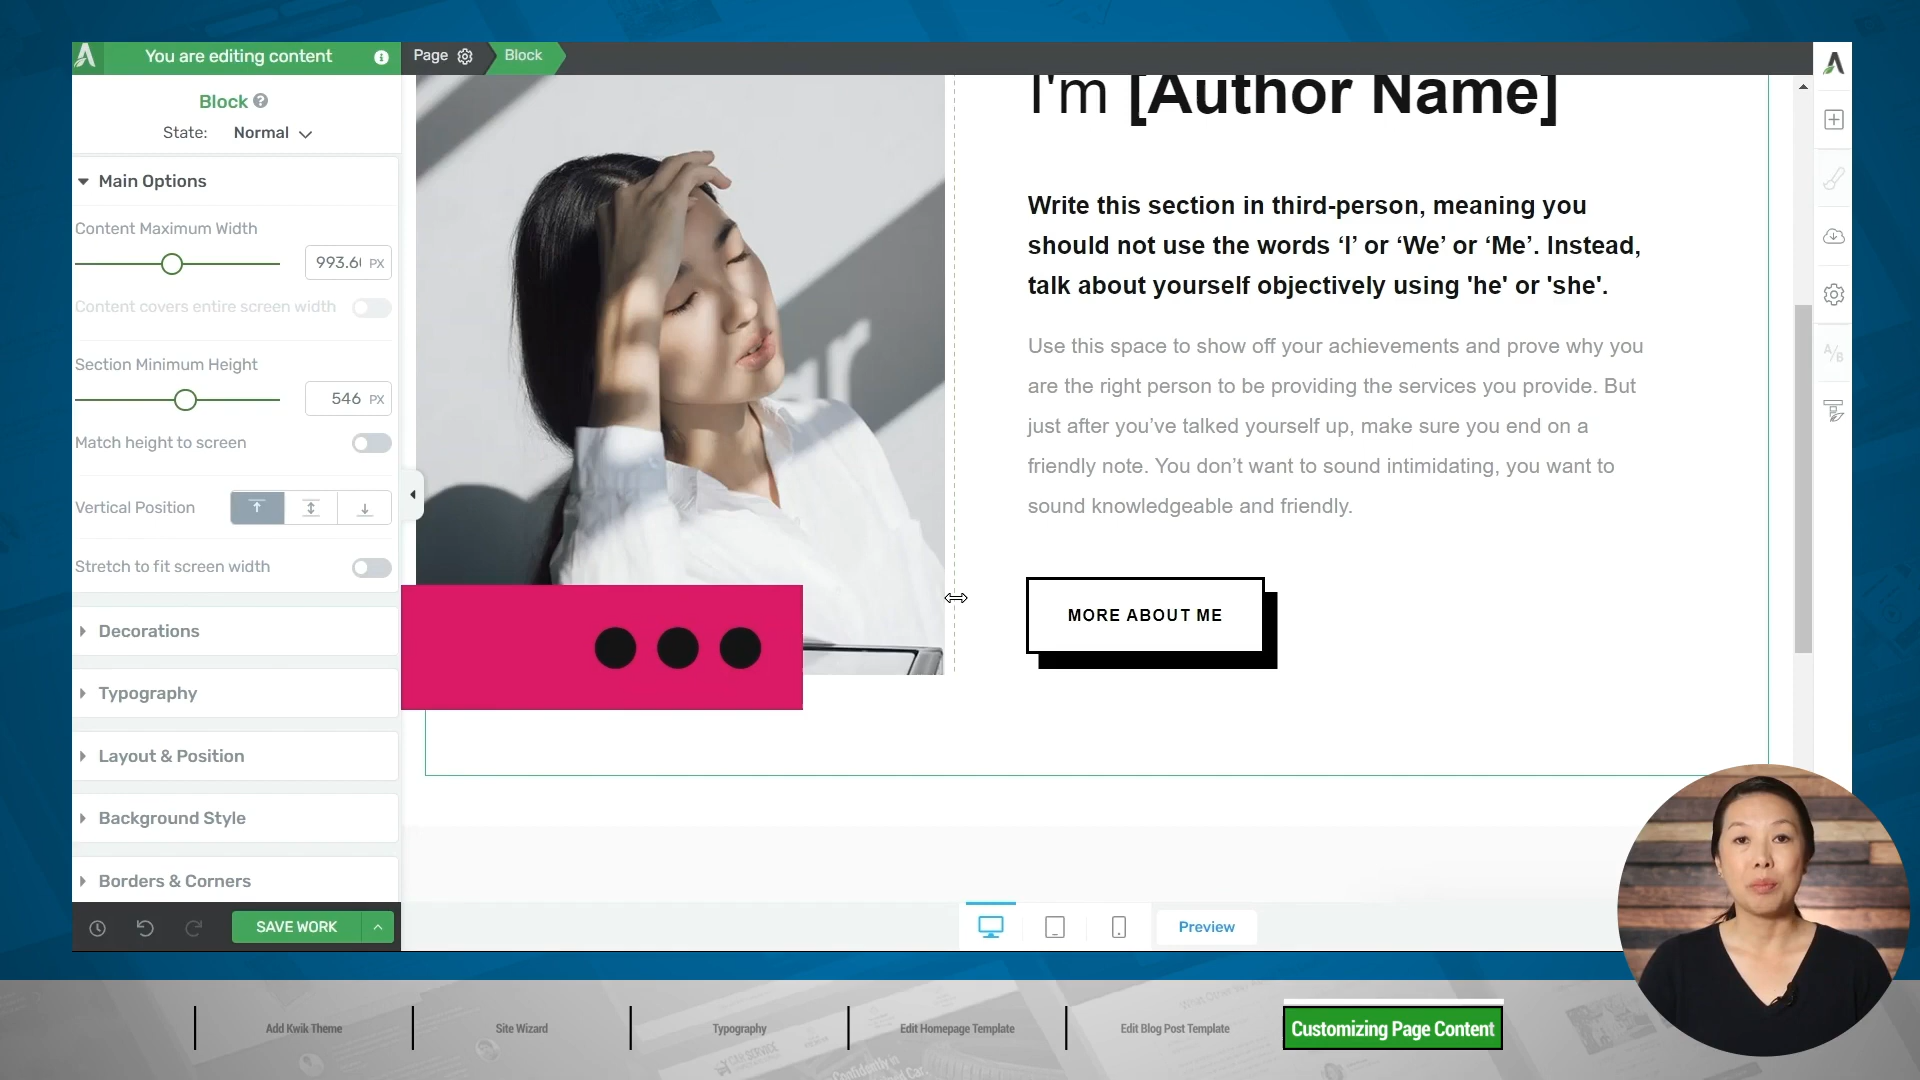 You are editing content
Page
Block
Block
State: Normal
Main Options
Content Maximum Width
PX
Content covers entire screen width
Section Minimum Height
546 PX
Match height to screen
Vertical Position
Stretch to fit screen width
Decorations
Typography
Layout & Position
Background Style
Borders & Corners
SAVE WORK
I'm [Author Name]
Write this section in third-person, meaning you
should not use the words ‘I’ or ‘We’ or ‘Me’. Instead,
talk about yourself objectively using 'he' or 'she'.
Use this space to show off your achievements and prove why you
are the right person to be providing the services you provide. But
just after you’ve talked yourself up, make sure you end on a
friendly note. You don’t want to sound intimidating, you want to
sound knowledgeable and friendly.
MORE ABOUT ME
A/B
Preview
Add Kwik Theme
Site Wizard
Typography
Edit Homepage Template
Edit Blog Post Template
Customizing Page Content